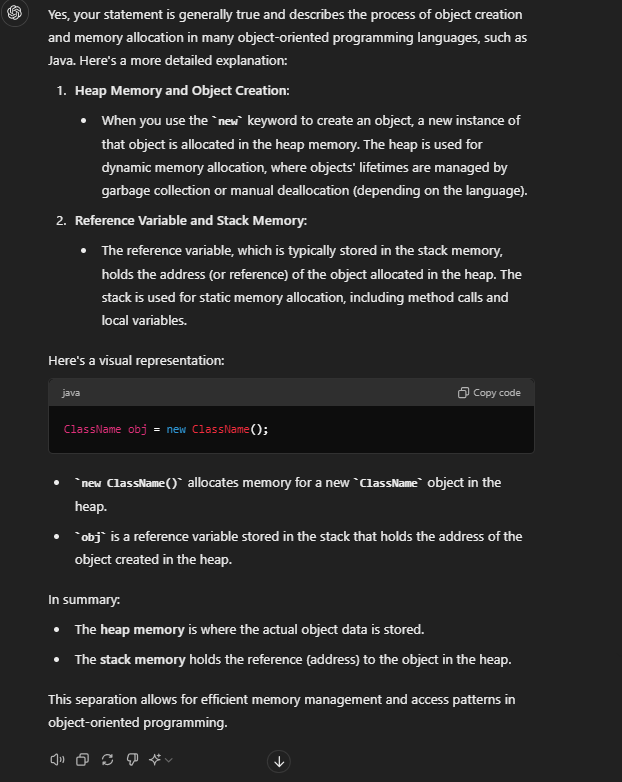 Yes, your statement is generally true and describes the process of object creation
and memory allocation in many object-oriented programming languages, such as
Java. Here's a more detailed explanation:
1. Heap Memory and Object Creation:
• When you use the `new` keyword to create an object, a new instance of
that object is allocated in the heap memory. The heap is used for
dynamic memory allocation, where objects' lifetimes are managed by
garbage collection or manual deallocation (depending on the language).
2. Reference Variable and Stack Memory:
• The reference variable, which is typically stored in the stack memory,
holds the address (or reference) of the object allocated in the heap. The
stack is used for static memory allocation, including method calls and
local variables.
Here's a visual representation:
java Copy code
ClassName obj = new ClassName();
• `new ClassName()` allocates memory for a new `ClassName` object in the
heap.
• `obj` is a reference variable stored in the stack that holds the address of the
object created in the heap.
In summary:
• The heap memory is where the actual object data is stored.
• The stack memory holds the reference (address) to the object in the heap.
This separation allows for efficient memory management and access patterns in
object-oriented programming.